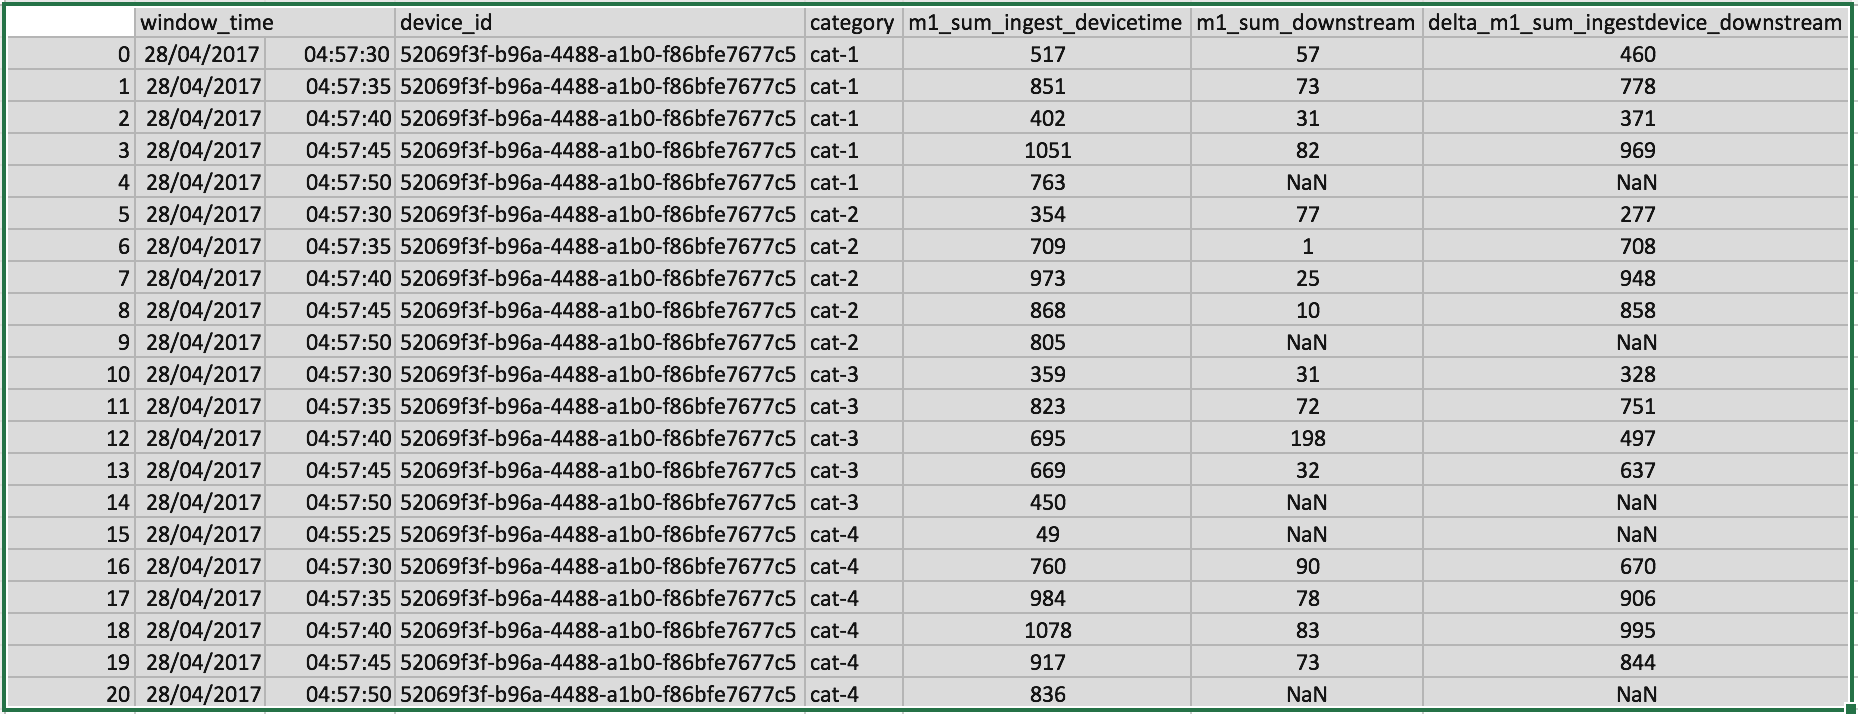 window_time device_id category m1_sum_ingest_devicetime m1_sum_downstream delta_m1_sum_ingestdevice_downstream
0 28/04/2017 04:57:30 52069f3f-b96a-4488-a1b0-f86bfe7677c5 cat-1 517 57 460
1 28/04/2017 04:57:35 52069f3f-b96a-4488-a1b0-f86bfe7677c5 cat-1 851 73 778
2 28/04/2017 04:57:40 52069f3f-b96a-4488-a1b0-f86bfe7677c5 cat-1 402 31 371
3 28/04/2017 04:57:45 52069f3f-b96a-4488-a1b0-f86bfe7677c5 cat-1 1051 82 969
4 28/04/2017 04:57:50 52069f3f-b96a-4488-a1b0-f86bfe7677c5 cat-1 763 NaN NaN
5 28/04/2017 04:57:30 52069f3f-b96a-4488-a1b0-f86bfe7677c5 cat-2 354 77 277
6 28/04/2017 04:57:35 52069f3f-b96a-4488-a1b0-f86bfe7677c5 cat-2 709 1 708
7 28/04/2017 04:57:40 52069f3f-b96a-4488-a1b0-f86bfe7677c5 cat-2 973 25 948
8 28/04/2017 04:57:45 52069f3f-b96a-4488-a1b0-f86bfe7677c5 cat-2 868 10 858
9 28/04/2017 04:57:50 52069f3f-b96a-4488-a1b0-f86bfe7677c5 cat-2 805 NaN NaN
10 28/04/2017 04:57:30 52069f3f-b96a-4488-a1b0-f86bfe7677c5 cat-3 359 31 328
11 28/04/2017 04:57:35 52069f3f-b96a-4488-a1b0-f86bfe7677c5 cat-3 823 72 751
12 28/04/2017 04:57:40 52069f3f-b96a-4488-a1b0-f86bfe7677c5 cat-3 695 198 497
13 28/04/2017 04:57:45 52069f3f-b96a-4488-a1b0-f86bfe7677c5 cat-3 669 32 637
14 28/04/2017 04:57:50 52069f3f-b96a-4488-a1b0-f86bfe7677c5 cat-3 450 NaN NaN
15 28/04/2017 04:55:25 52069f3f-b96a-4488-a1b0-f86bfe7677c5 cat-4 49 NaN NaN
16 28/04/2017 04:57:30 52069f3f-b96a-4488-a1b0-f86bfe7677c5 cat-4 760 90 670
17 28/04/2017 04:57:35 52069f3f-b96a-4488-a1b0-f86bfe7677c5 cat-4 984 78 906
18 28/04/2017 04:57:40 52069f3f-b96a-4488-a1b0-f86bfe7677c5 cat-4 1078 83 995
19 28/04/2017 04:57:45 52069f3f-b96a-4488-a1b0-f86bfe7677c5 cat-4 917 73 844
20 28/04/2017 04:57:50 52069f3f-b96a-4488-a1b0-f86bfe7677c5 cat-4 836 NaN NaN